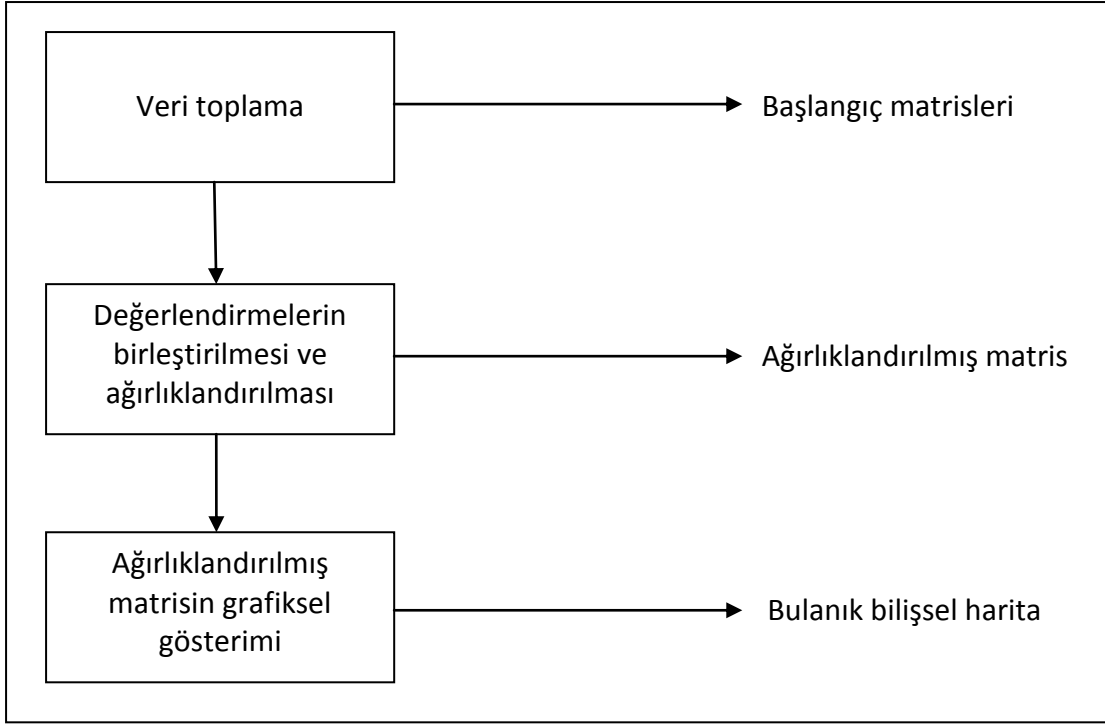 Veri toplama
Başlangıç matrisleri
Değerlendirmelerin
birleştirilmesi ve
ağırlıklandırılması
Ağırlıklandırılmış matris
Ağırlıklandırılmış
matrisin grafiksel
gösterimi
Bulanık bilişsel harita